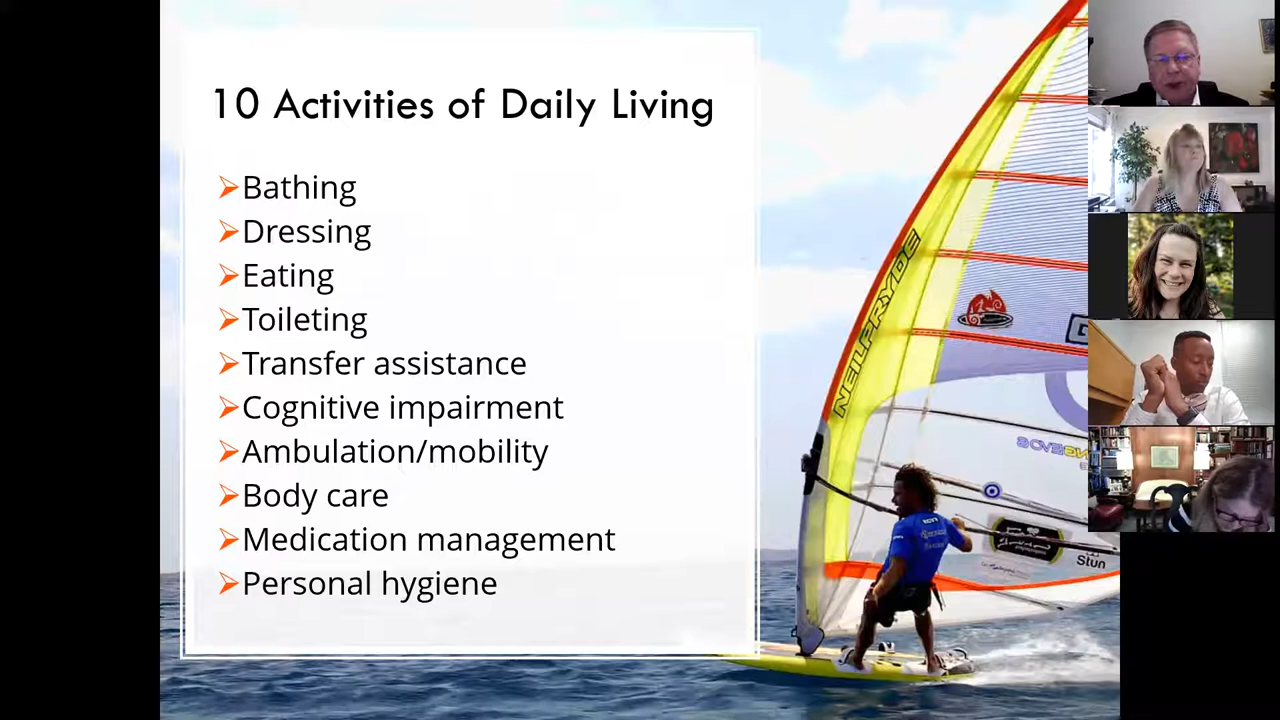 10 Activities of Daily Living
Bathing
Dressing
Eating
Toileting
Transfer assistance
Cognitive impairment
Ambulation/mobility
Body care
Medication management
Personal hygiene
NEILPRYDE
Stun